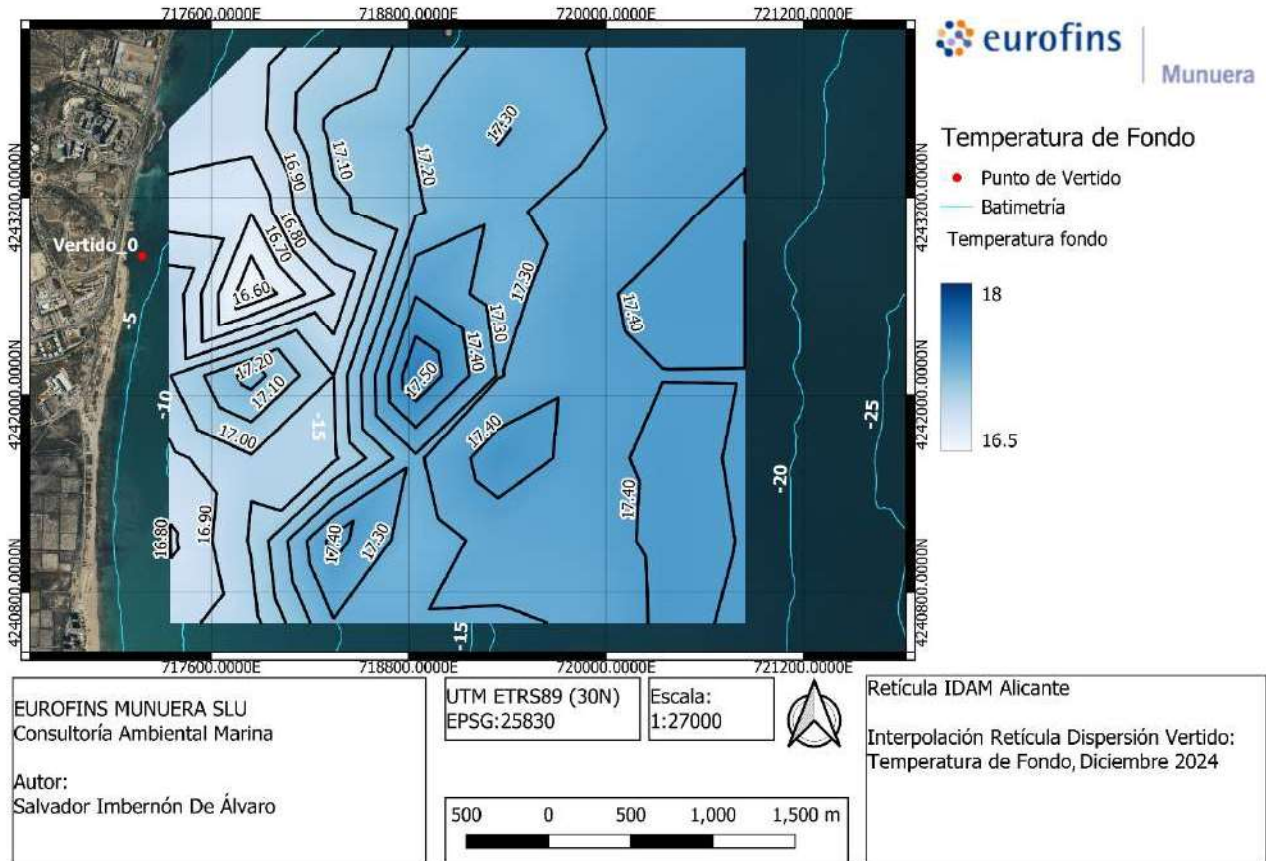 717600.0000E 718800.0000E 720000.0000E 721200.0000E
eurofins
Munuera
Temperatura de Fondo
Punto de Vertido
Batimetría
Temperatura fondo
18
16.5
4243200.0000N
4242000.0000N
4240800.0000N
Vertido_0
-5
-10
-15
-15
-20
-25
16.90
17.10
17.20
17.30
16.80
16.70
16.60
17.20
17.10
17.00
17.30
17.30
17.40
17.50
17.40
17.40
17.40
16.80
16.90
17.40
17.30
4243200.0000N
4242000.0000N
4240800.0000N
717600.0000E 718800.0000E 720000.0000E 721200.0000E
EUROFINS MUNUERA SLU
Consultoría Ambiental Marina
Autor:
Salvador Imbernón De Álvaro
UTM ETRS89 (30N)
EPSG:25830
Escala:
1:27000
500 0 500 1,000 1,500 m
Retícula IDAM Alicante
Interpolación Retícula Dispersión Vertido:
Temperatura de Fondo, Diciembre 2024